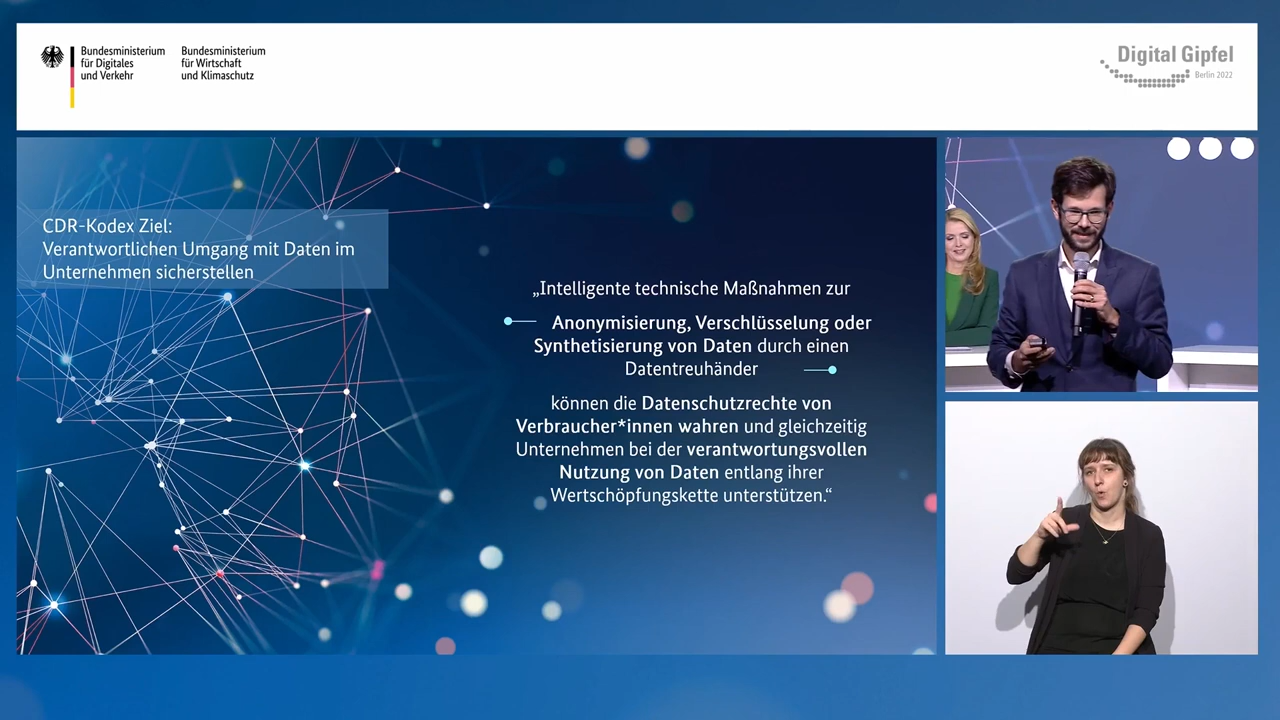 Bundesministerium
für Digitales
und Verkehr
Bundesministerium
für Wirtschaft
und Klimaschutz
Digital Gipfel
Berlin 2022
CDR-Kodex Ziel:
Verantwortlichen Umgang mit Daten im
Unternehmen sicherstellen
„Intelligente technische Maßnahmen zur
Anonymisierung, Verschlüsselung oder
Synthetisierung von Daten durch einen
Datentreuhänder
können die Datenschutzrechte von
Verbraucher*innen wahren und gleichzeitig
Unternehmen bei der verantwortungsvollen
Nutzung von Daten entlang ihrer
Wertschöpfungskette unterstützen.“